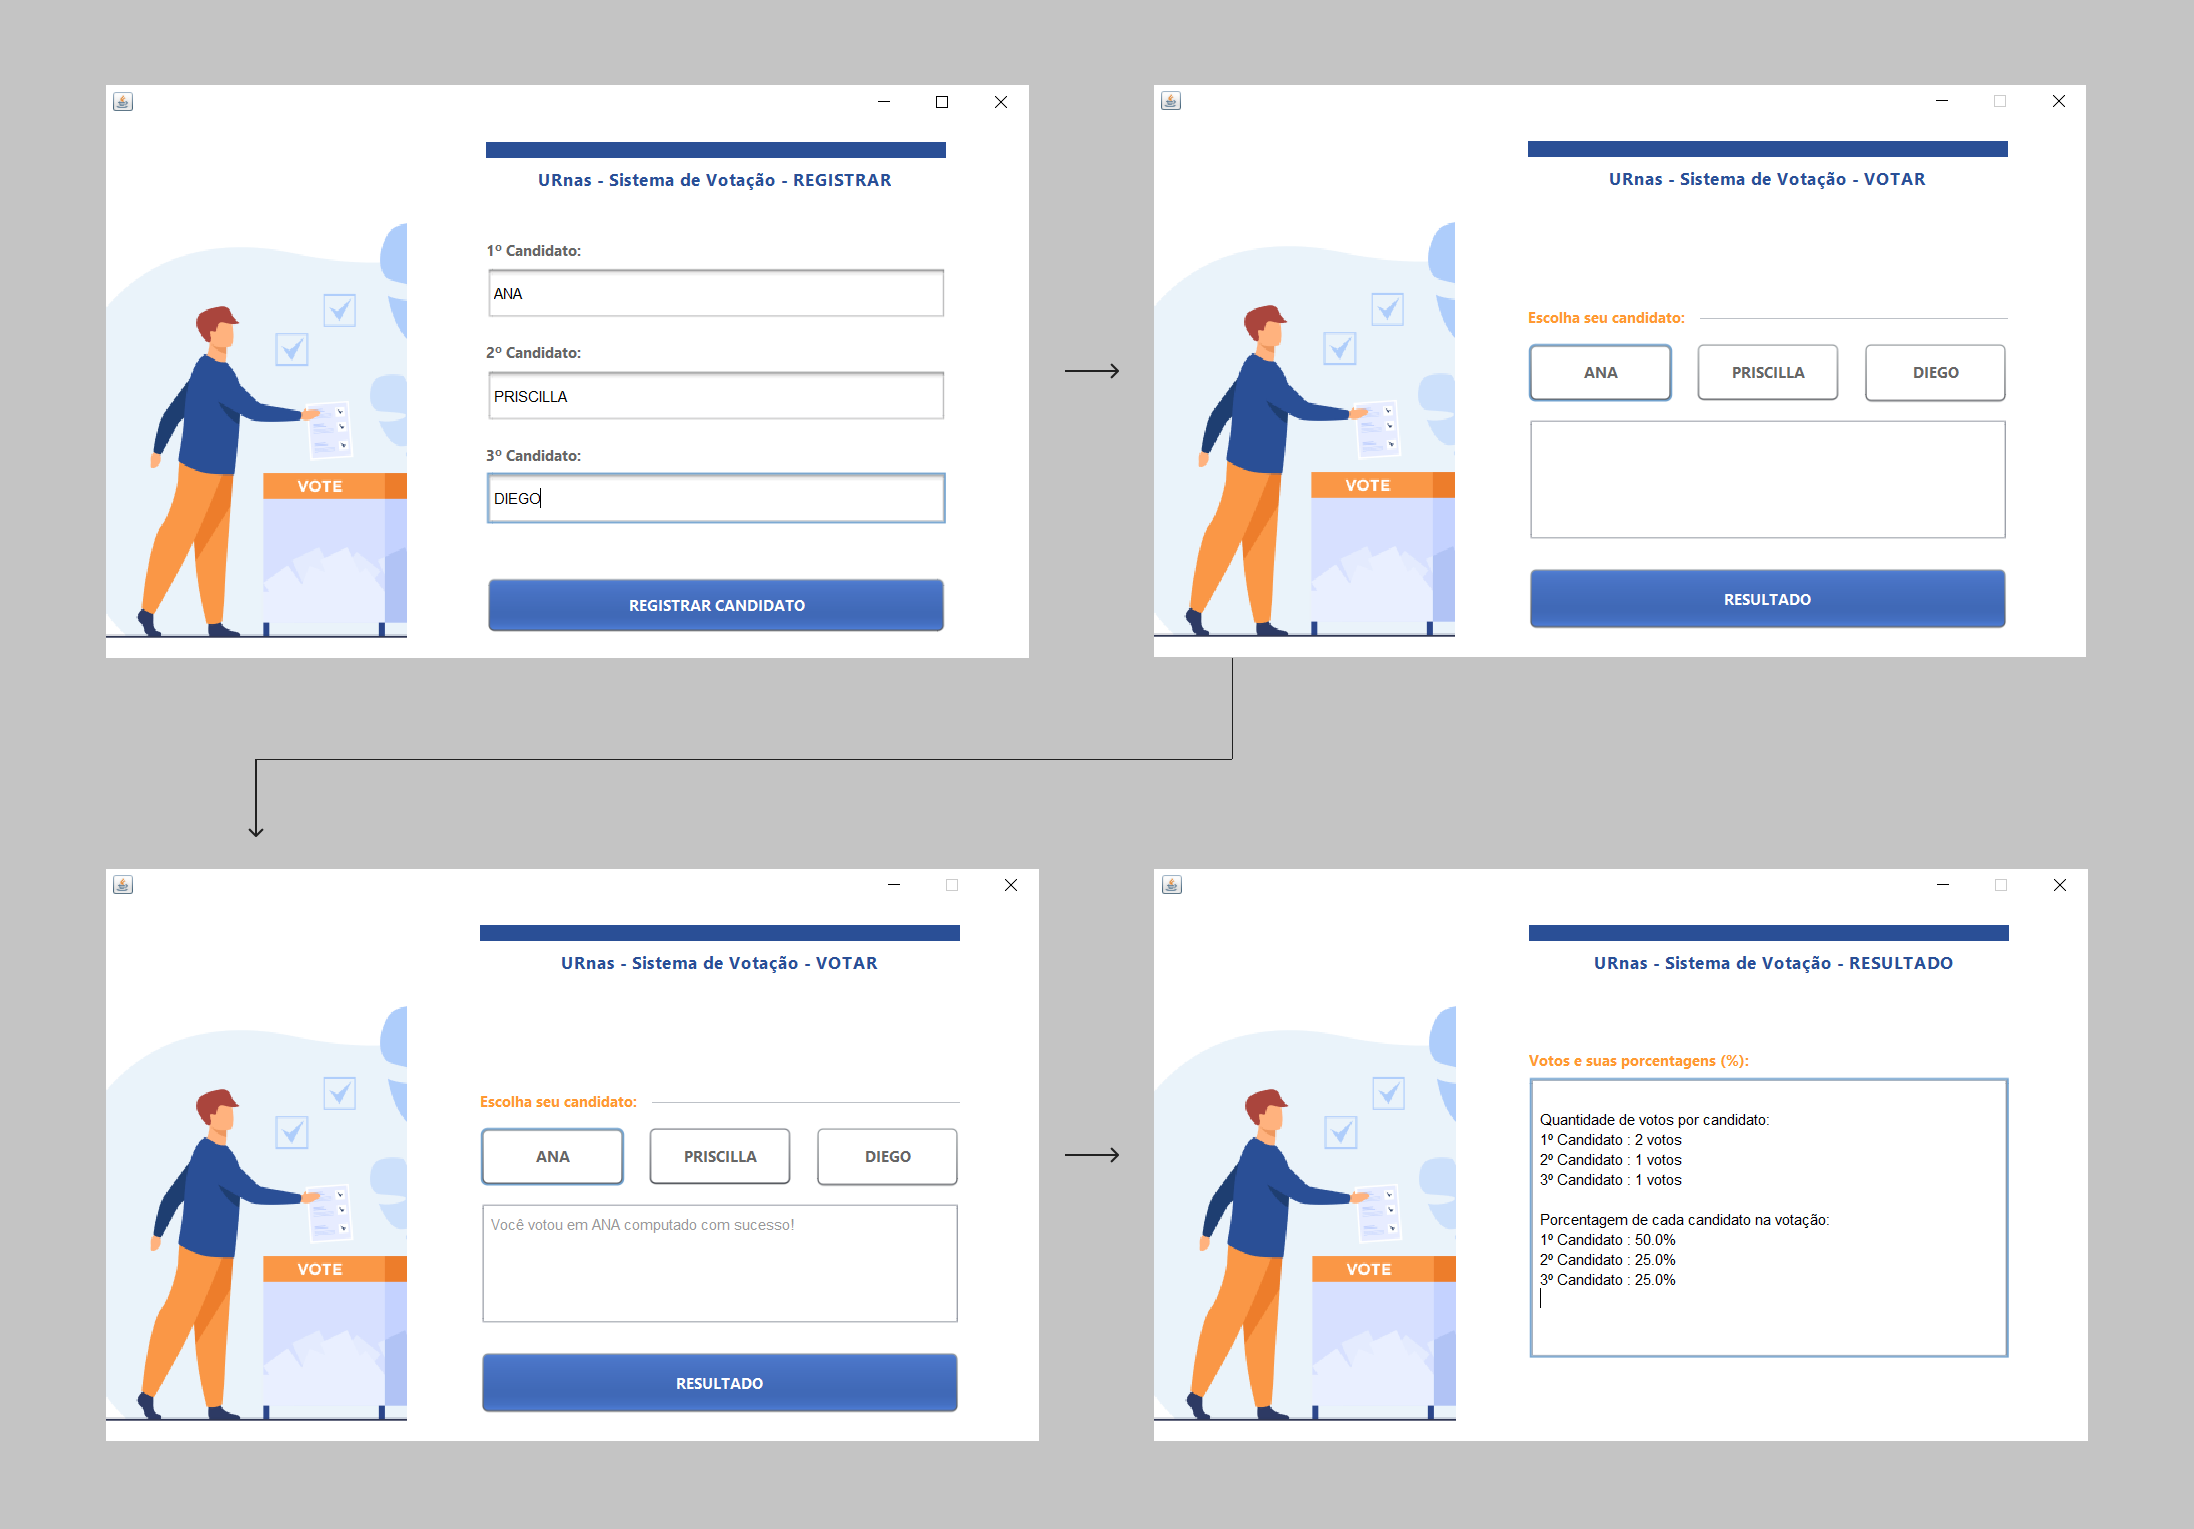 URnas - Sistema de Votação - REGISTRAR
1º Candidato:
ANA
2º Candidato:
PRISCILLA
3º Candidato:
DIEGO
VOTE
REGISTRAR CANDIDATO
URnas - Sistema de Votação - VOTAR
Escolha seu candidato:
ANA PRISCILLA DIEGO
VOTE
RESULTADO
URnas - Sistema de Votação - VOTAR
Escolha seu candidato:
ANA PRISCILLA DIEGO
Você votou em ANA computado com sucesso!
VOTE
RESULTADO
URnas - Sistema de Votação - RESULTADO
Votos e suas porcentagens (%):
Quantidade de votos por candidato:
1º Candidato : 2 votos
2º Candidato : 1 votos
3º Candidato : 1 votos
Porcentagem de cada candidato na votação:
1º Candidato : 50.0%
2º Candidato : 25.0%
3º Candidato : 25.0%
VOTE